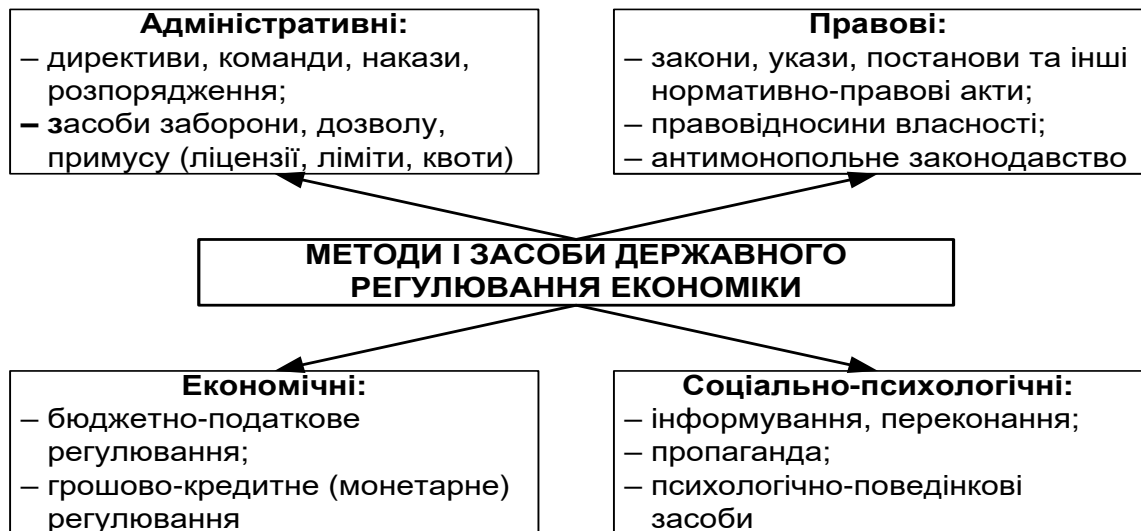 Адміністративні:
– директиви, команди, накази,
розпорядження;
– засоби заборони, дозволу,
примусу (ліцензії, ліміти, квоти)
Правові:
– закони, укази, постанови та інші
нормативно-правові акти;
– правовідносини власності;
– антимонопольне законодавство
МЕТОДИ І ЗАСОБИ ДЕРЖАВНОГО
РЕГУЛЮВАННЯ ЕКОНОМІКИ
Економічні:
– бюджетно-податкове
регулювання;
– грошово-кредитне (монетарне)
регулювання
Соціально-психологічні:
– інформування, переконання;
– пропаганда;
– психологічно-поведінкові
засоби